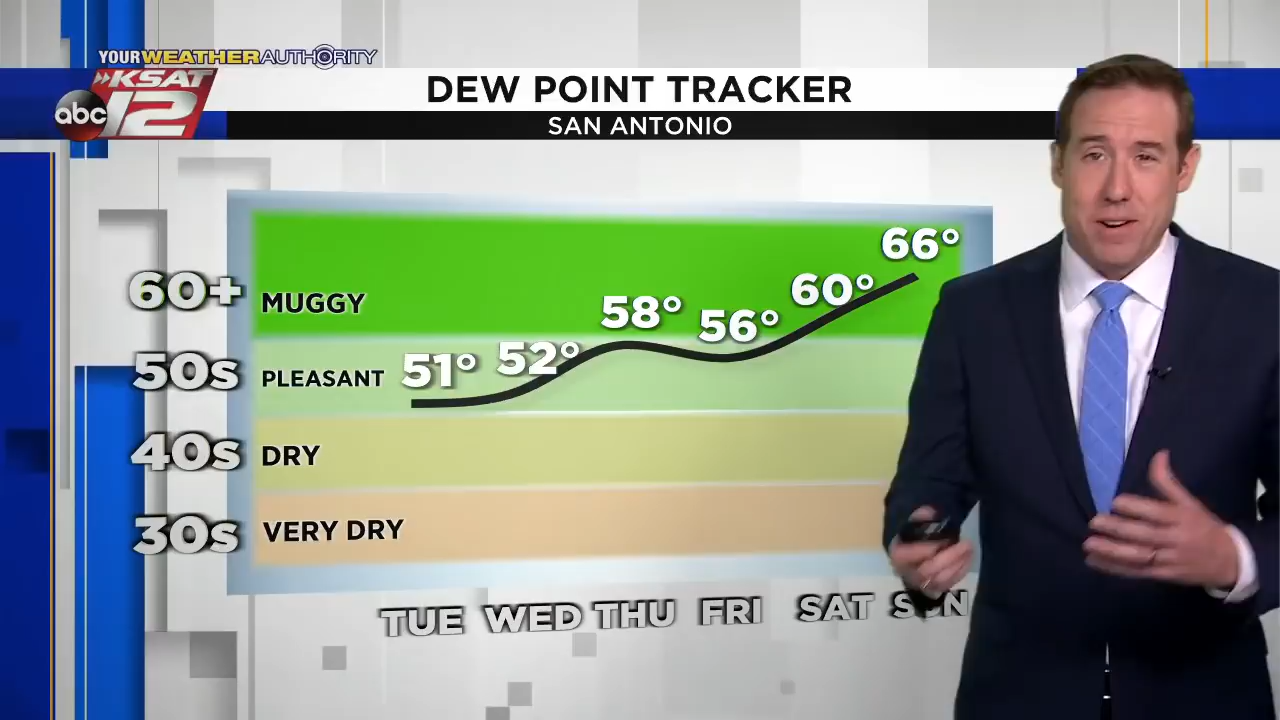 YOUR WEATHER AUTHORITY
KSAT
abc 12
DEW POINT TRACKER
SAN ANTONIO
66°
60+ MUGGY
58° 56° 60°
50s PLEASANT 51° 52°
40s DRY
30s VERY DRY
TUE WED THU FRI SAT SUN